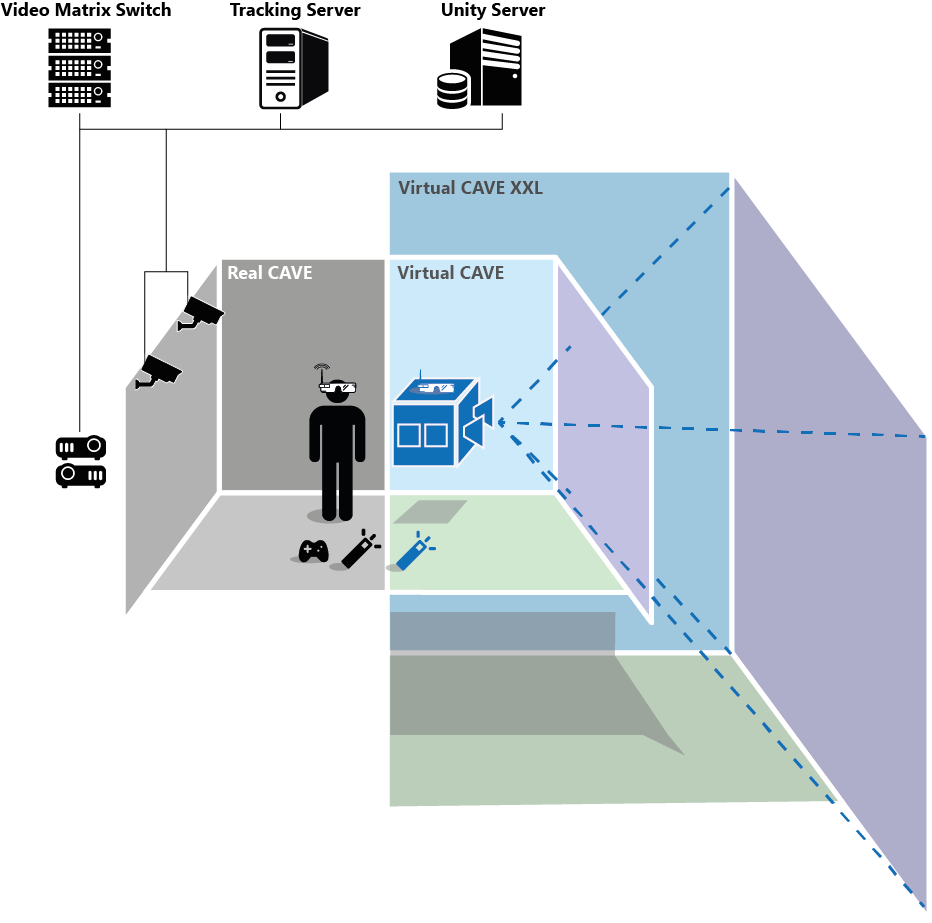 Video Matrix Switch
Tracking Server
Unity Server
Virtual CAVE XXL
Real CAVE
Virtual CAVE